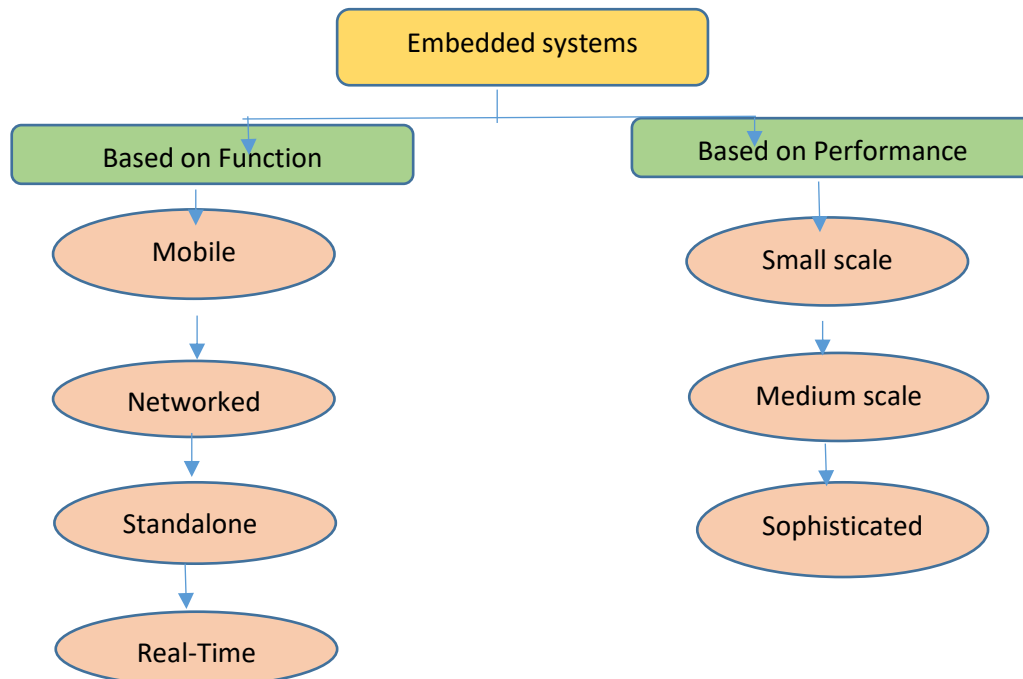 Embedded systems
Based on Function
Based on Performance
Mobile
Small scale
Networked
Medium scale
Standalone
Sophisticated
Real-Time